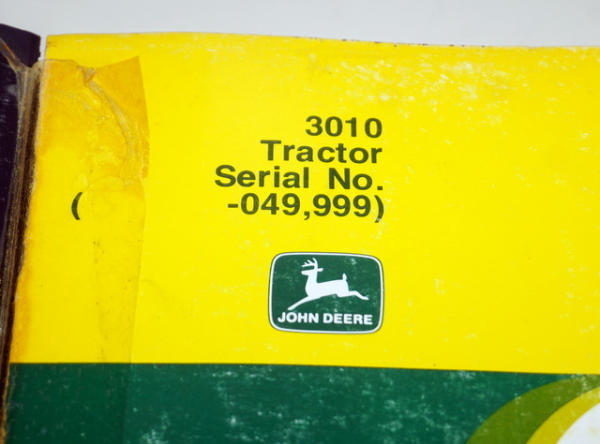 3010
Tractor
Serial No.
( -049,999)
JOHN DEERE